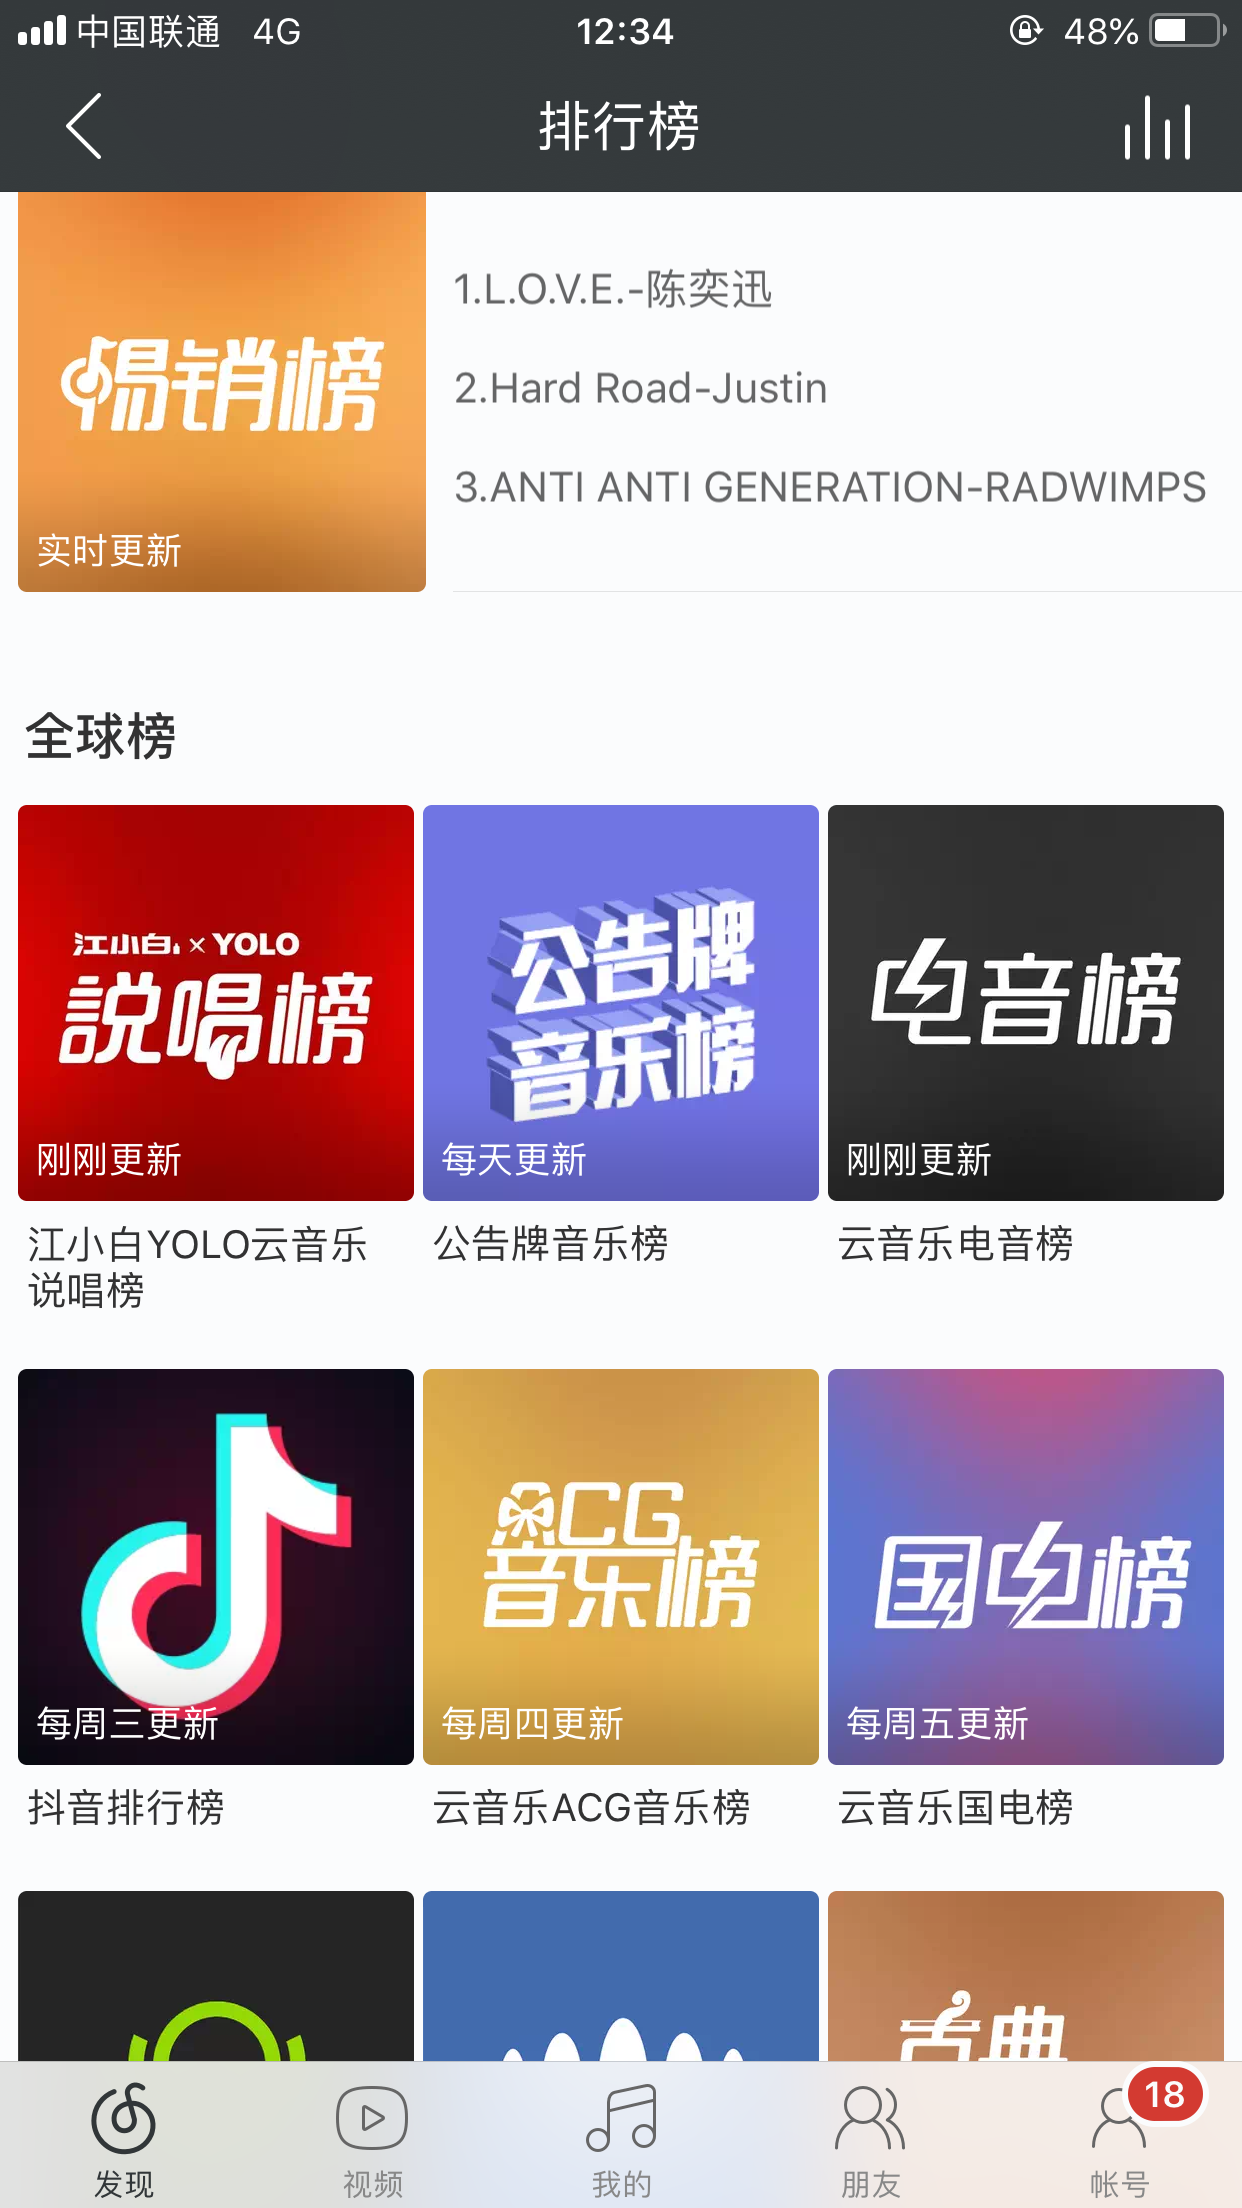 中国联通 4G 12:34 48%
排行榜
畅销榜
实时更新
1.L.O.V.E.-陈奕迅
2.Hard Road-Justin
3.ANTI ANTI GENERATION-RADWIMPS
全球榜
江小白 × YOLO
説唱榜
刚刚更新
江小白YOLO云音乐
说唱榜
公告牌
音乐榜
每天更新
公告牌音乐榜
电音榜
刚刚更新
云音乐电音榜
每周三更新
抖音排行榜
ACG
音乐榜
每周四更新
云音乐ACG音乐榜
国电榜
每周五更新
云音乐国电榜
古典
发现
视频
我的
朋友
18
帐号